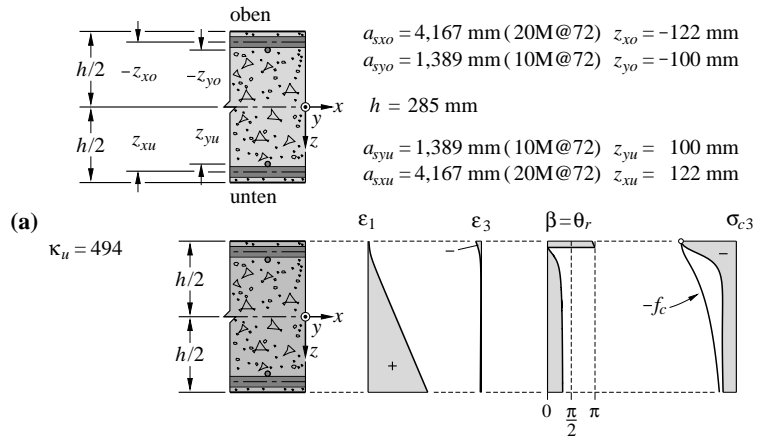 oben
h/2
h/2
−z_xo
−z_yo
z_xu
z_yu
x
y
z
unten
a_sxo = 4,167 mm (20M@72) z_xo = −122 mm
a_syo = 1,389 mm (10M@72) z_yo = −100 mm
h = 285 mm
a_syu = 1,389 mm (10M@72) z_yu = 100 mm
a_sxu = 4,167 mm (20M@72) z_xu = 122 mm
(a)
κ_u = 494
h/2
h/2
x
y
z
ε_1
+
ε_3
−
β = θ_r
0 π/2 π
σ_c3
−
−f_c